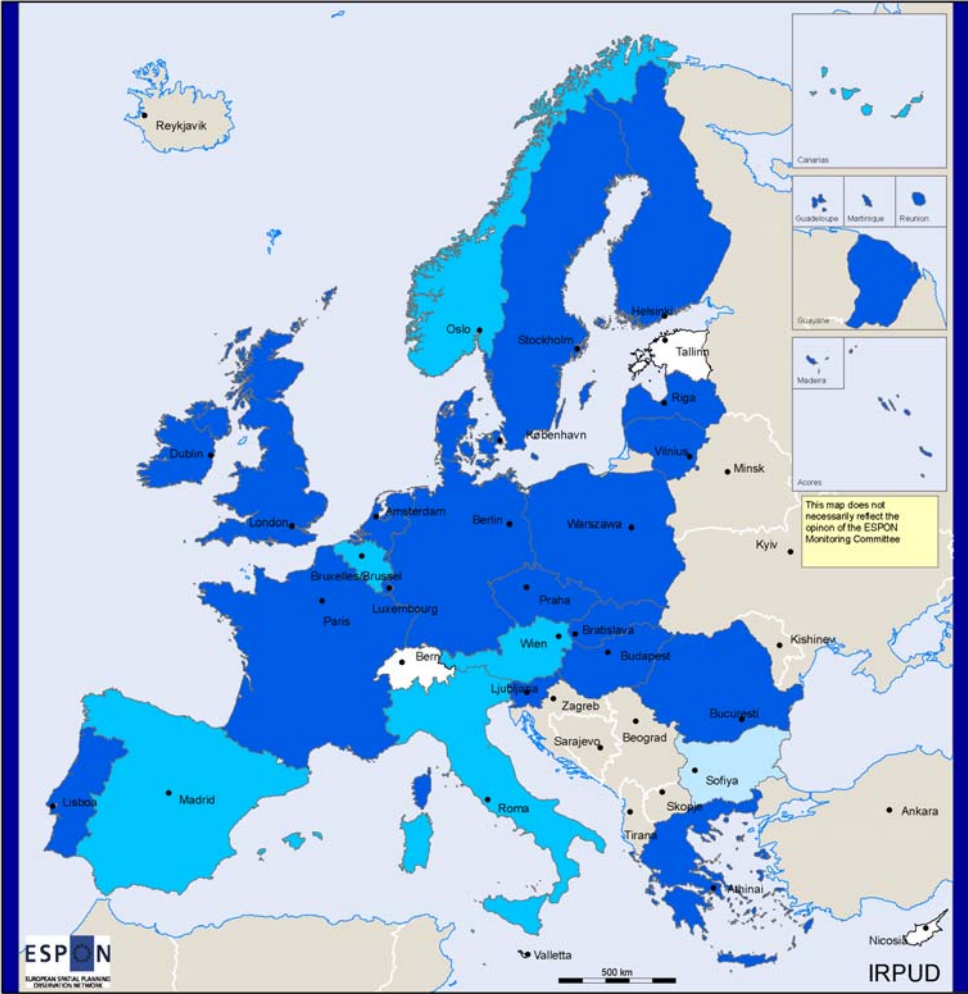 Reykjavik
Canarias
Guadeloupe
Martinique
Reunion
Guayane
Oslo
Helsinki
Stockholm
Tallinn
Madeira
Riga
København
Dublin
Vilnius
Minsk
Acores
This map does not
necessarily reflect the
opinon of the ESPON
Monitoring Committee
London
Amsterdam
Berlin
Warszawa
Kyiv
Bruxelles/Brussel
Luxembourg
Praha
Paris
Bratislava
Wien
Kishinev
Bern
Budapest
Ljubljana
Zagreb
Bucuresti
Beograd
Sarajevo
Sofiya
Lisboa
Madrid
Roma
Skopje
Ankara
Tirana
Athinai
Nicosia
Valletta
ESPON
EUROPEAN SPATIAL PLANNING
OBSERVATION NETWORK
500 km
IRPUD